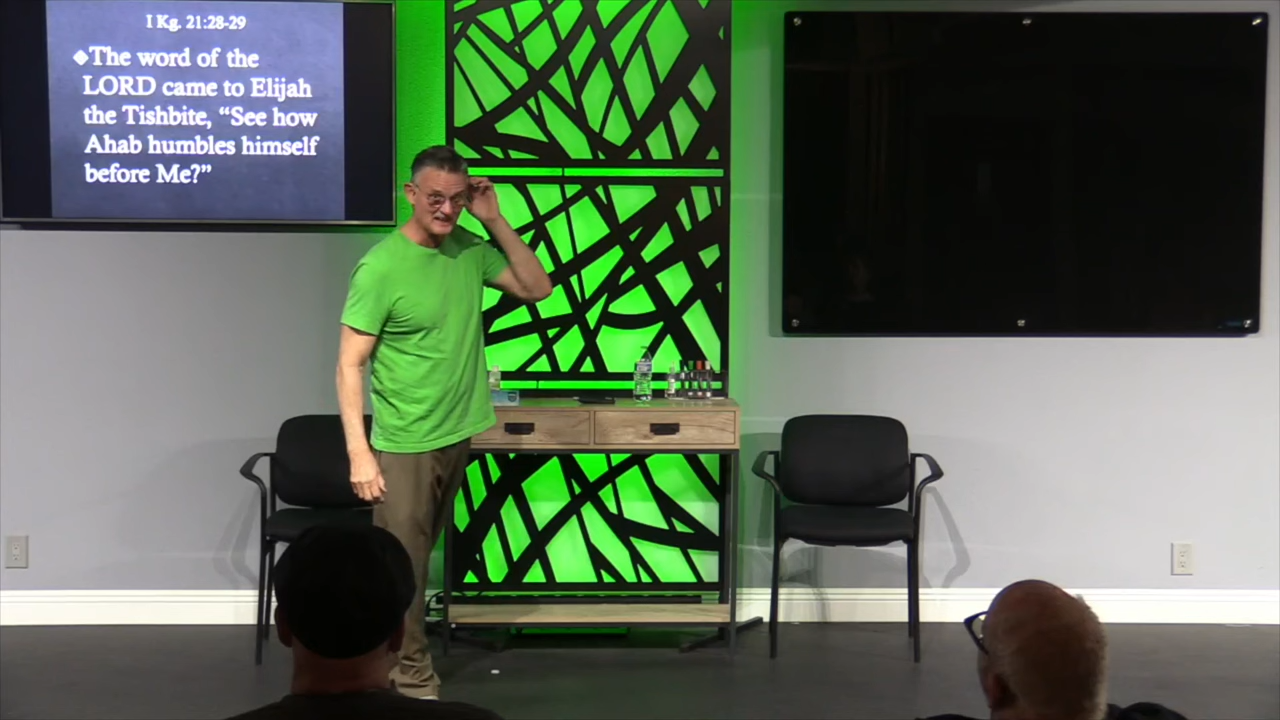 I Kg. 21:28-29
◆The word of the
LORD came to Elijah
the Tishbite, “See how
Ahab humbles himself
before Me?”